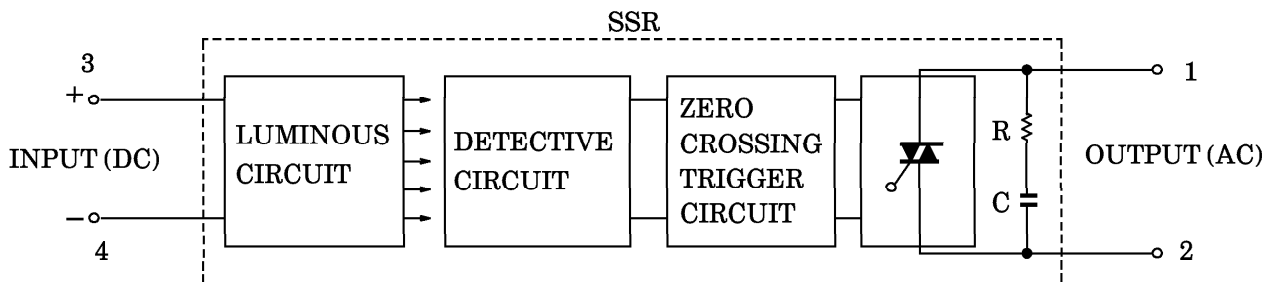 SSR
3
+
INPUT (DC)
−
4
LUMINOUS
CIRCUIT
DETECTIVE
CIRCUIT
ZERO
CROSSING
TRIGGER
CIRCUIT
R
C
1
OUTPUT (AC)
2